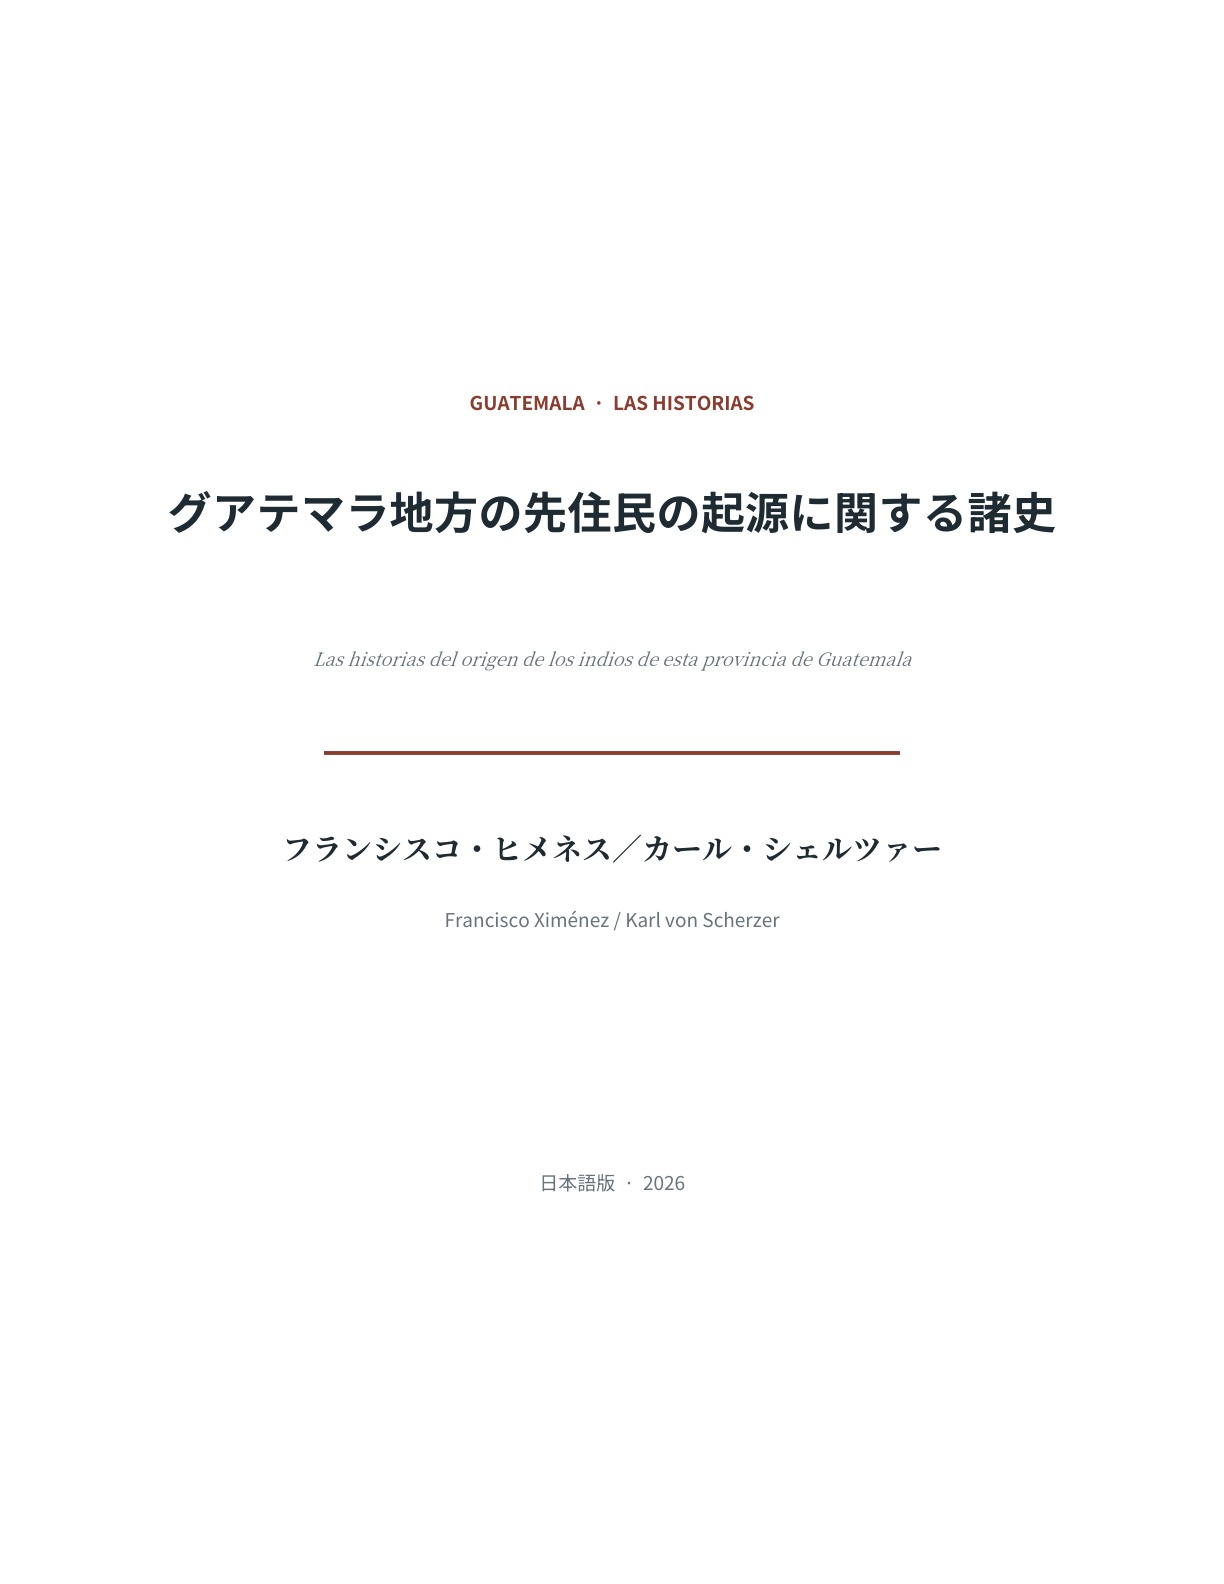 GUATEMALA · LAS HISTORIAS
グアテマラ地方の先住民の起源に関する諸史
Las historias del origen de los indios de esta provincia de Guatemala
フランシスコ・ヒメネス／カール・シェルツァー
Francisco Ximénez / Karl von Scherzer
日本語版 · 2026